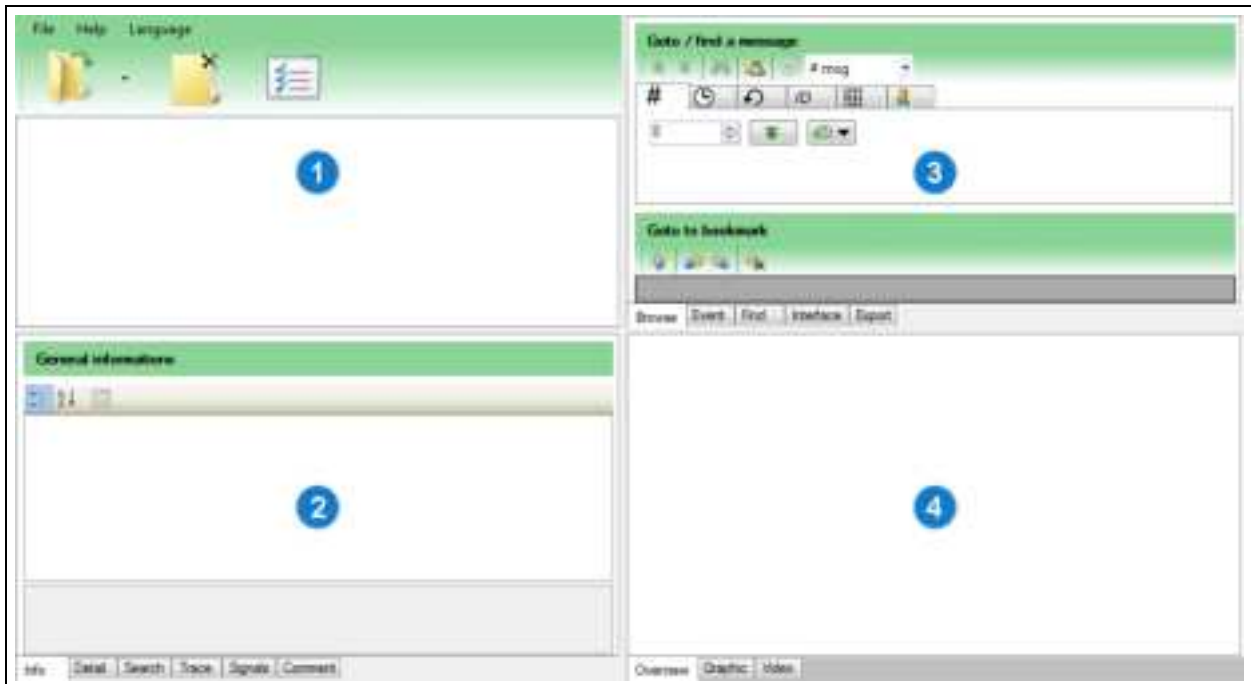 File Help Language
1
General informations
2
Info Detail Search Trace Signals Comment
Goto / find a message
# msg
# ID
3
Goto to bookmark
Browse Event Find Interface Export
4
Overview Graphic Video